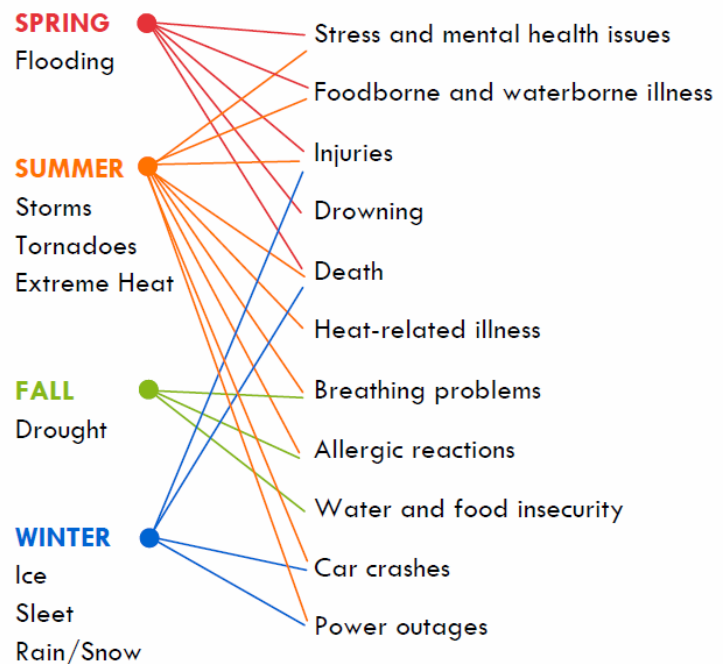 SPRING
Flooding
SUMMER
Storms
Tornadoes
Extreme Heat
FALL
Drought
WINTER
Ice
Sleet
Rain/Snow
Stress and mental health issues
Foodborne and waterborne illness
Injuries
Drowning
Death
Heat-related illness
Breathing problems
Allergic reactions
Water and food insecurity
Car crashes
Power outages